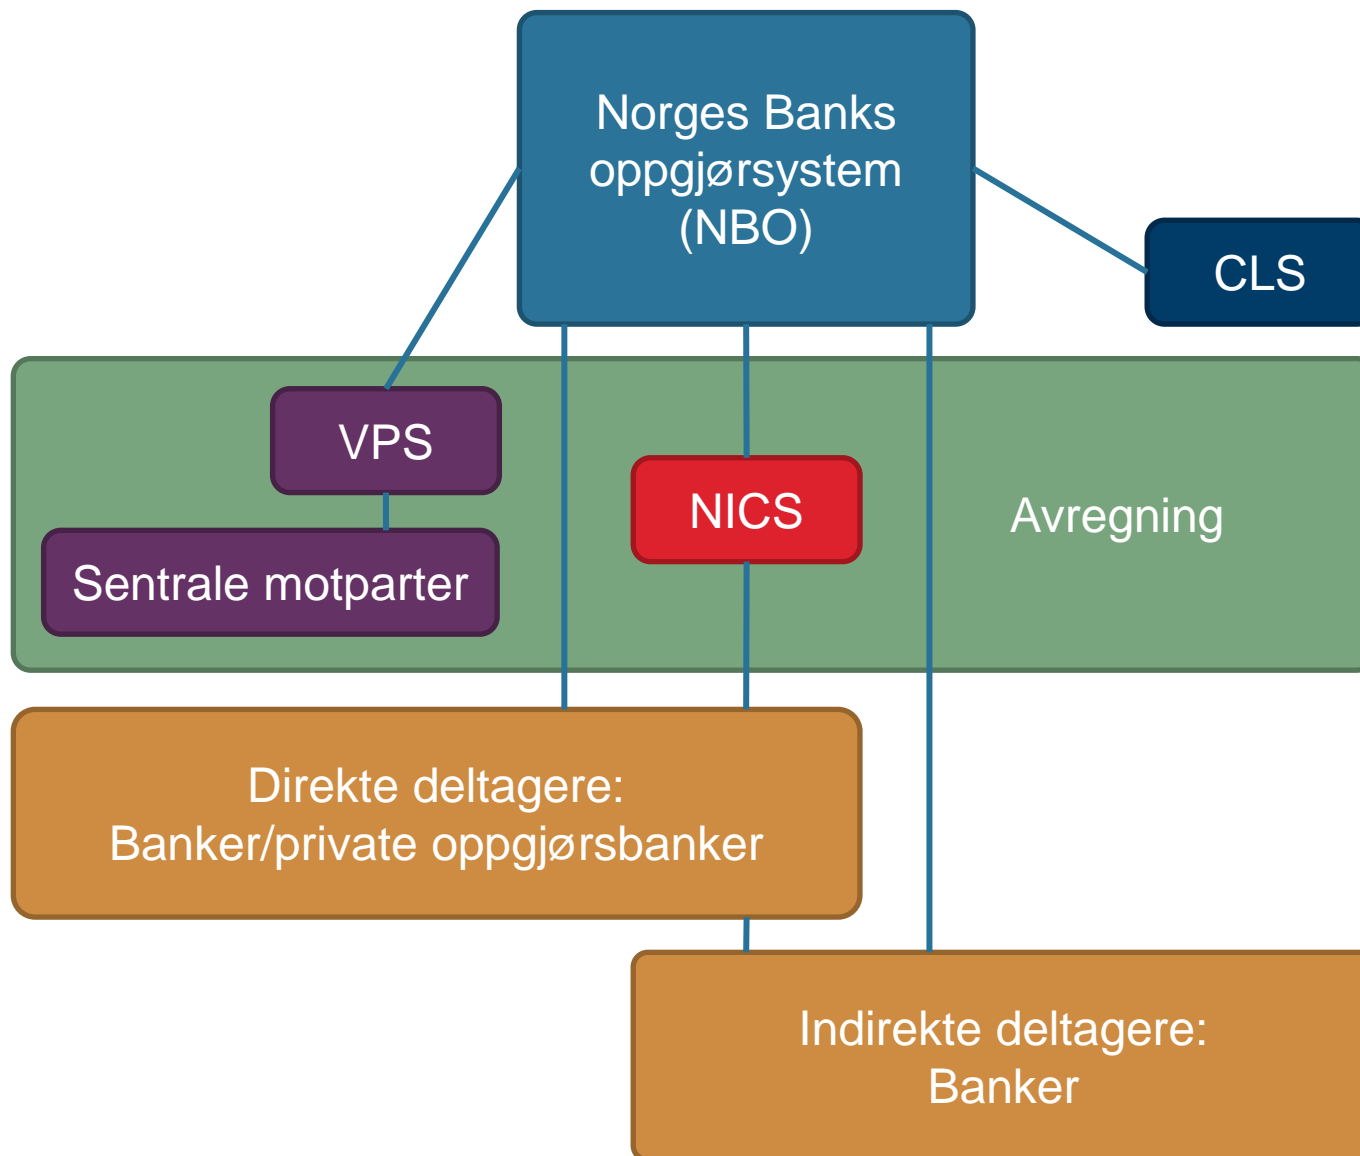 Norges Banks
oppgjørsystem
(NBO)
CLS
VPS
NICS
Avregning
Sentrale motparter
Direkte deltagere:
Banker/private oppgjørsbanker
Indirekte deltagere:
Banker